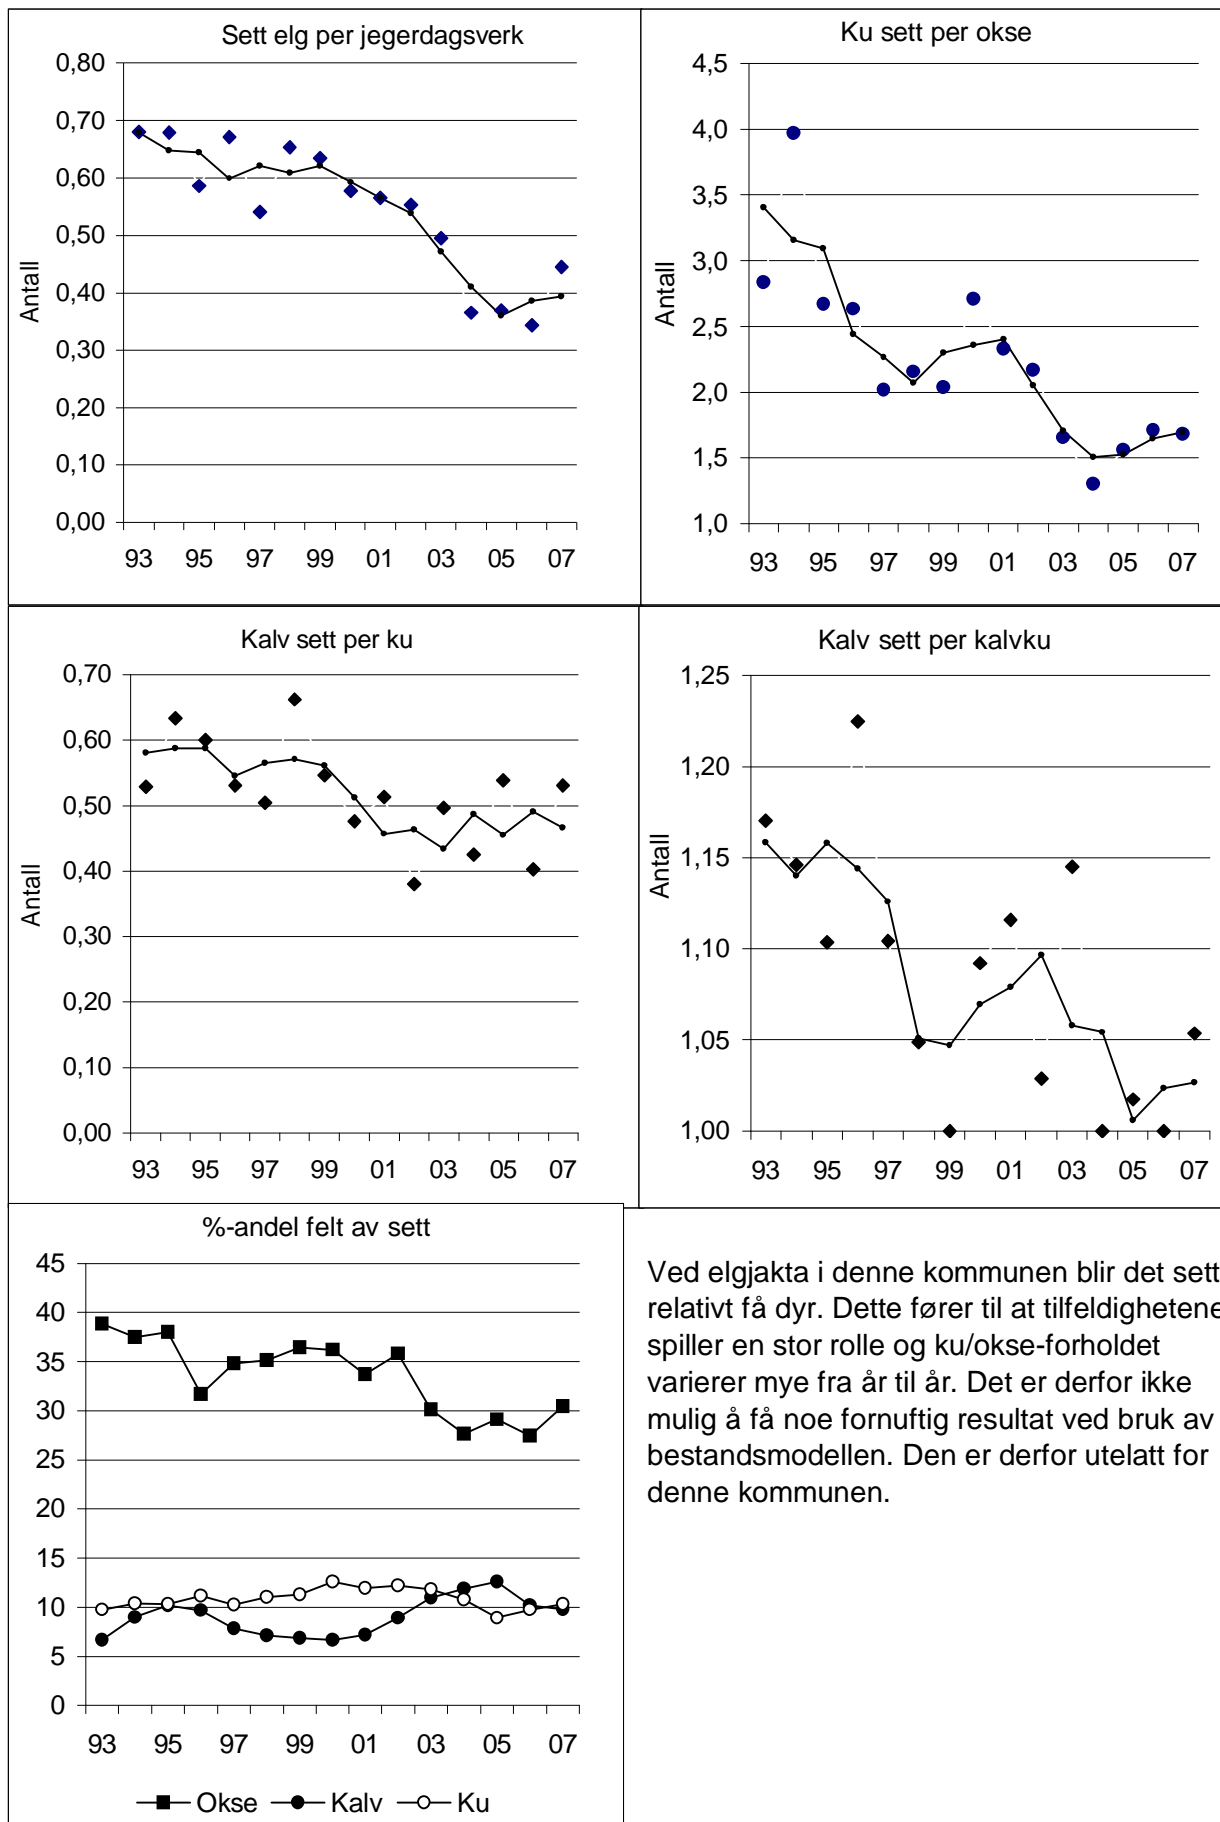 Sett elg per jegerdagsverk
0,80
0,70
0,60
0,50
0,40
0,30
0,20
0,10
0,00
Antall
93 95 97 99 01 03 05 07
Ku sett per okse
4,5
4,0
3,5
3,0
2,5
2,0
1,5
1,0
Antall
93 95 97 99 01 03 05 07
Kalv sett per ku
0,70
0,60
0,50
0,40
0,30
0,20
0,10
0,00
Antall
93 95 97 99 01 03 05 07
Kalv sett per kalvku
1,25
1,20
1,15
1,10
1,05
1,00
Antall
93 95 97 99 01 03 05 07
%-andel felt av sett
45
40
35
30
25
20
15
10
5
0
93 95 97 99 01 03 05 07
Okse Kalv Ku
Ved elgjakta i denne kommunen blir det sett
relativt få dyr. Dette fører til at tilfeldighetene
spiller en stor rolle og ku/okse-forholdet
varierer mye fra år til år. Det er derfor ikke
mulig å få noe fornuftig resultat ved bruk av
bestandsmodellen. Den er derfor utelatt for
denne kommunen.